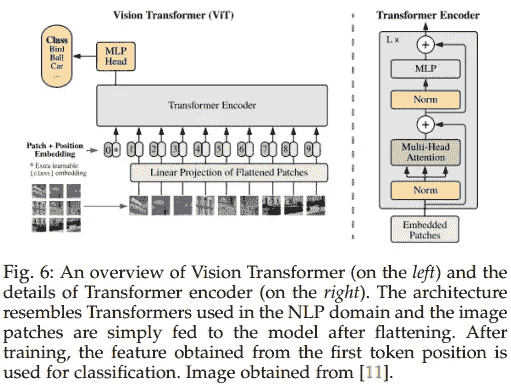 Vision Transformer (ViT)
Transformer Encoder
Class
Bird
Ball
Car
...
MLP
Head
Transformer Encoder
Patch + Position
Embedding
* Extra learnable
[class] embedding
0 *
1
2
3
4
5
6
7
8
9
Linear Projection of Flattened Patches
L ×
+
MLP
Norm
+
Multi-Head
Attention
Norm
Embedded
Patches
Fig. 6: An overview of Vision Transformer (on the left) and the
details of Transformer encoder (on the right). The architecture
resembles Transformers used in the NLP domain and the image
patches are simply fed to the model after flattening. After
training, the feature obtained from the first token position is
used for classification. Image obtained from [11].